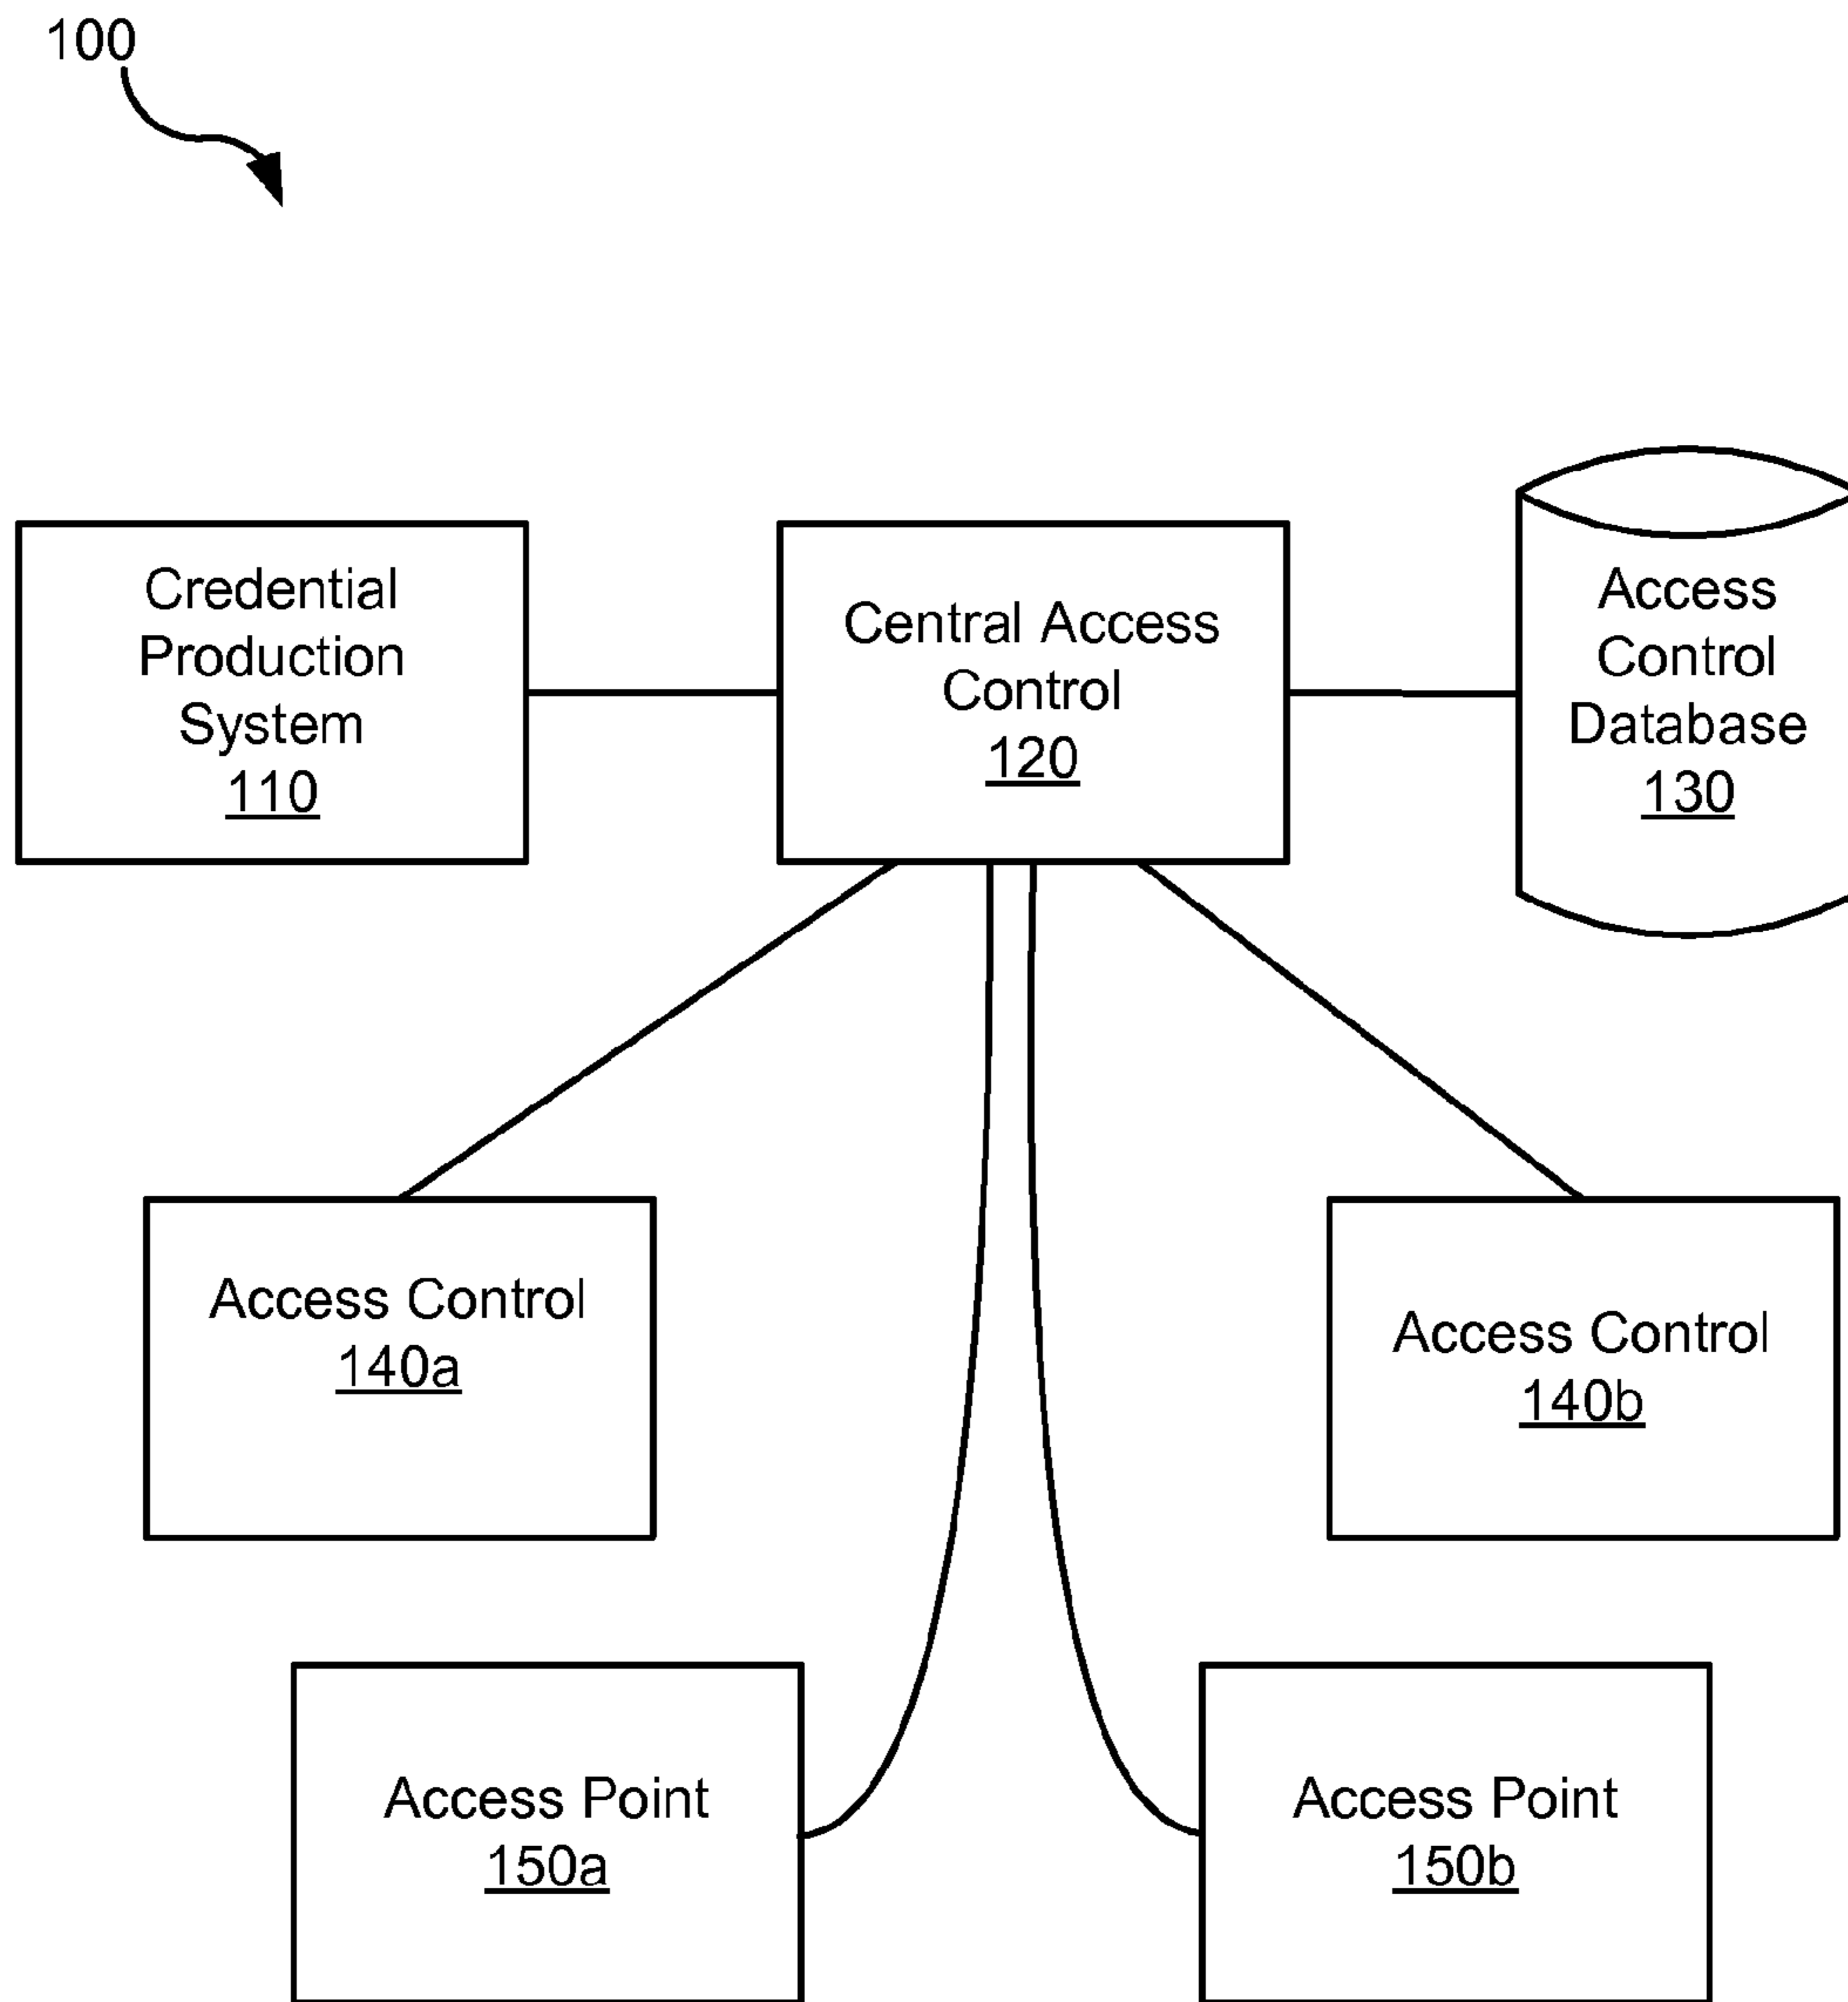 100
Credential
Production
System
110
Central Access
Control
120
Access
Control
Database
130
Access Control
140a
Access Control
140b
Access Point
150a
Access Point
150b